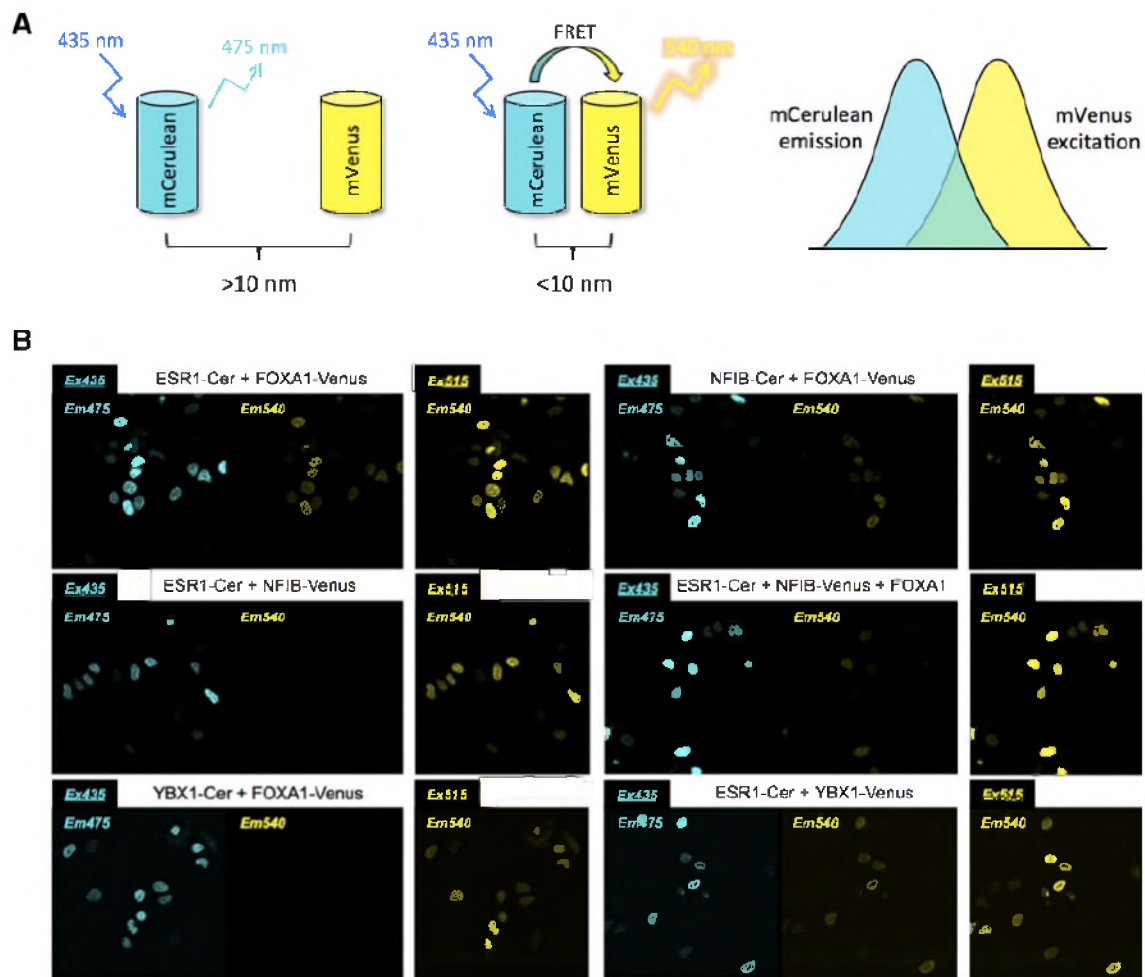 A
435 nm
475 nm
mCerulean
mVenus
>10 nm
435 nm
FRET
540 nm
mCerulean
mVenus
<10 nm
mCerulean
emission
mVenus
excitation
B
Ex435
ESR1-Cer + FOXA1-Venus
Em475
Em540
Ex515
Em540
Ex435
NFIB-Cer + FOXA1-Venus
Em475
Em540
Ex515
Em540
Ex435
ESR1-Cer + NFIB-Venus
Em475
Em540
Ex515
Em540
Ex435
ESR1-Cer + NFIB-Venus + FOXA1
Em475
Em540
Ex515
Em540
Ex435
YBX1-Cer + FOXA1-Venus
Em475
Em540
Ex515
Em540
Ex435
ESR1-Cer + YBX1-Venus
Em475
Em540
Ex515
Em540